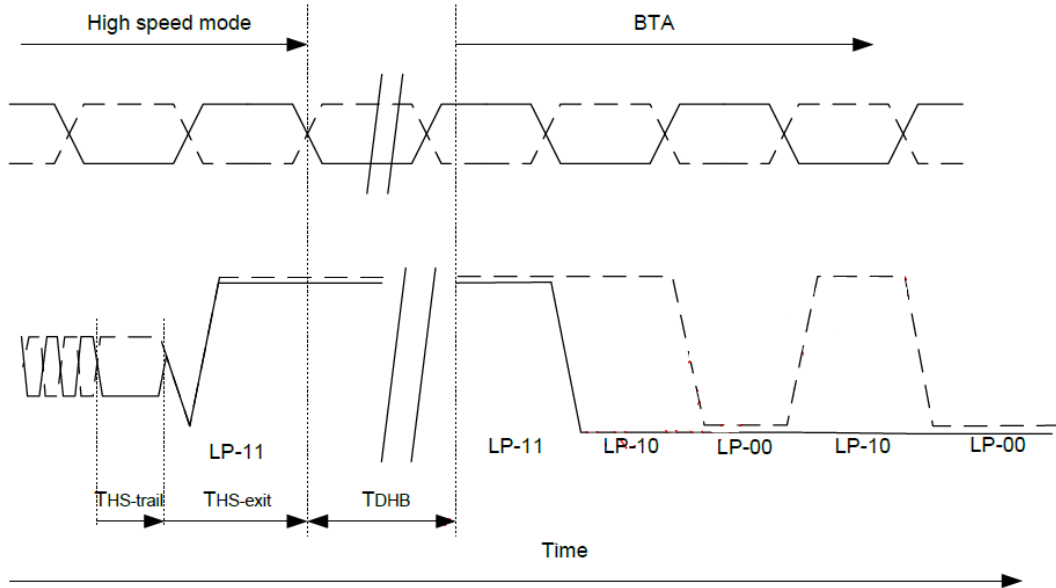 High speed mode BTA
LP-11 LP-11 LP-10 LP-00 LP-10 LP-00
THS-trail THS-exit TDHB
Time